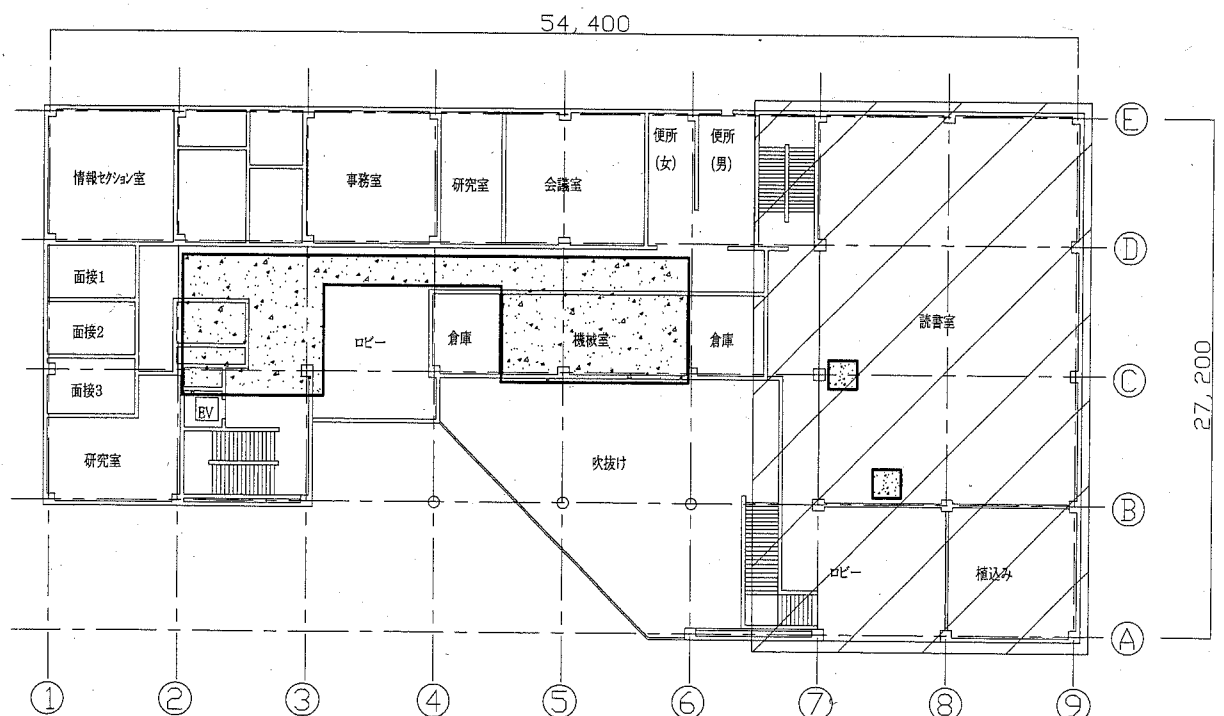 54,400
Ⓔ
便所
(女)
便所
(男)
情報セクション室
事務室
研究室
会議室
Ⓓ
面接1
面接2
ロビー
倉庫
機械室
倉庫
読書室
Ⓒ
面接3
EV
27,200
研究室
吹抜け
Ⓑ
ロビー
植込み
Ⓐ
① ② ③ ④ ⑤ ⑥ ⑦ ⑧ ⑨